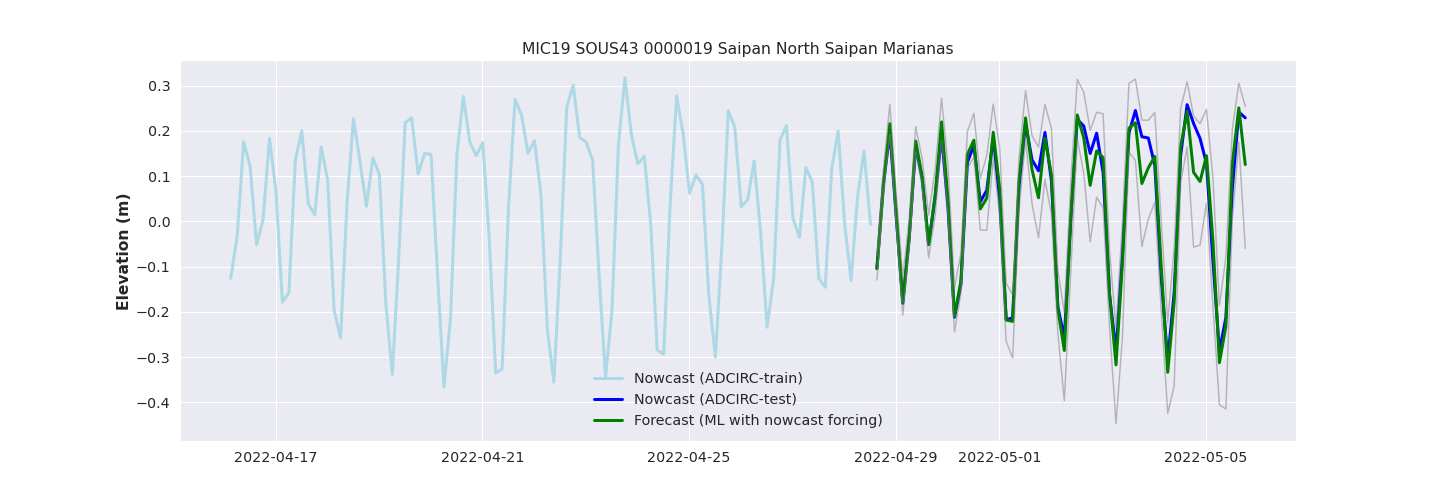 MIC19 SOUS43 0000019 Saipan North Saipan Marianas
Elevation (m)
0.3
0.2
0.1
0.0
−0.1
−0.2
−0.3
−0.4
Nowcast (ADCIRC-train)
Nowcast (ADCIRC-test)
Forecast (ML with nowcast forcing)
2022-04-17
2022-04-21
2022-04-25
2022-04-29
2022-05-01
2022-05-05